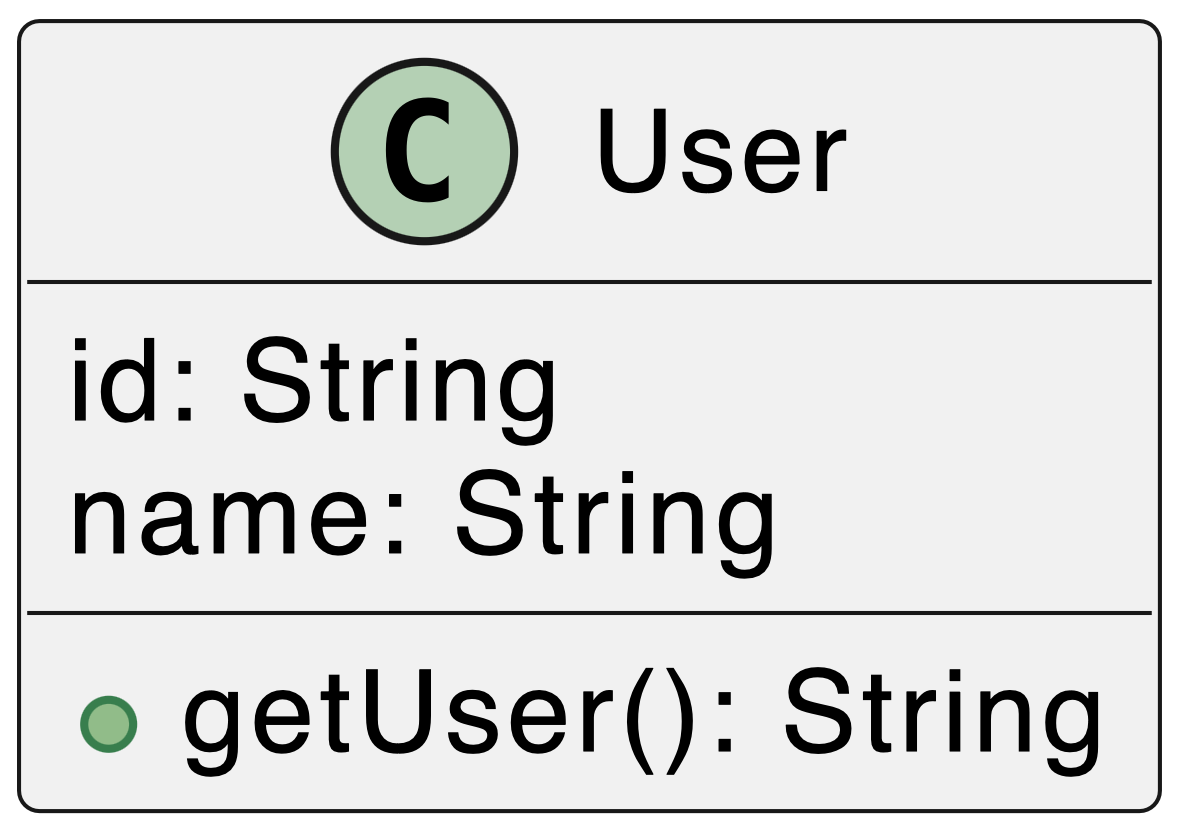 C User
id: String
name: String
getUser(): String